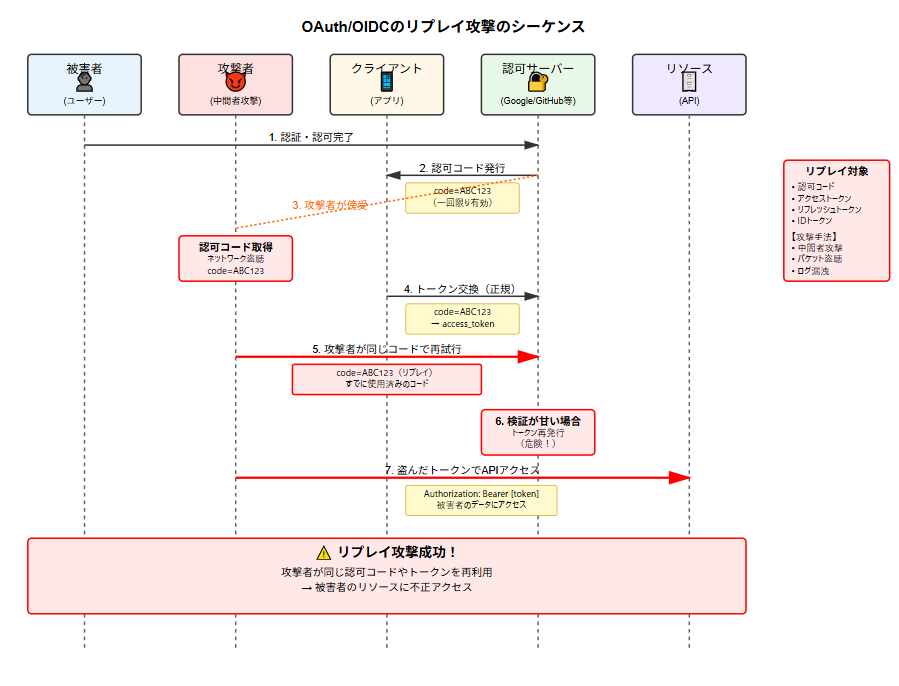 OAuth/OIDCのリプレイ攻撃のシーケンス
被害者
(ユーザー)
攻撃者
(中間者攻撃)
クライアント
(アプリ)
認可サーバー
(Google/GitHub等)
リソース
(API)
1. 認証・認可完了
2. 認可コード発行
code=ABC123
(一回限り有効)
3. 攻撃者が傍受
認可コード取得
ネットワーク盗聴
code=ABC123
4. トークン交換（正規）
code=ABC123
→ access_token
5. 攻撃者が同じコードで再試行
code=ABC123（リプレイ）
すでに使用済みのコード
6. 検証が甘い場合
トークン再発行
（危険！）
7. 盗んだトークンでAPIアクセス
Authorization: Bearer [token]
被害者のデータにアクセス
リプレイ対象
• 認可コード
• アクセストークン
• リフレッシュトークン
• IDトークン
【攻撃手法】
• 中間者攻撃
• パケット盗聴
• ログ漏洩
⚠ リプレイ攻撃成功！
攻撃者が同じ認可コードやトークンを再利用
→ 被害者のリソースに不正アクセス